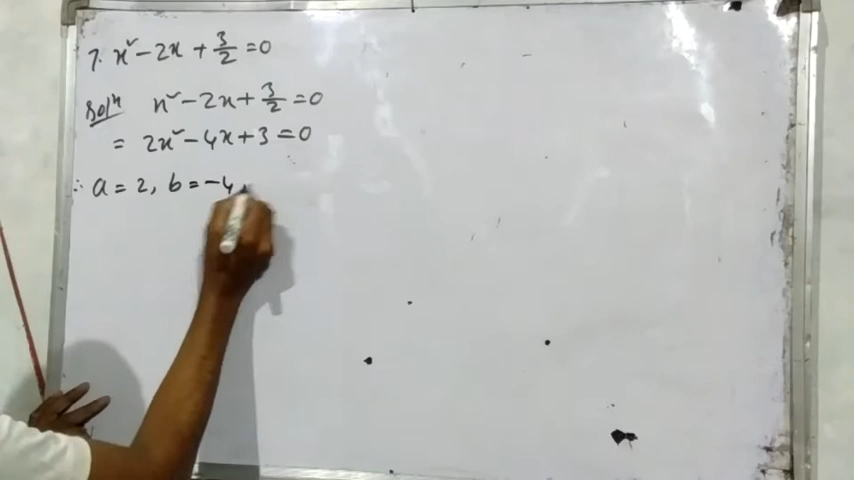 7. x² - 2x + 3/2 = 0
Solⁿ x² - 2x + 3/2 = 0
= 2x² - 4x + 3 = 0
∴ a = 2, b = -4,